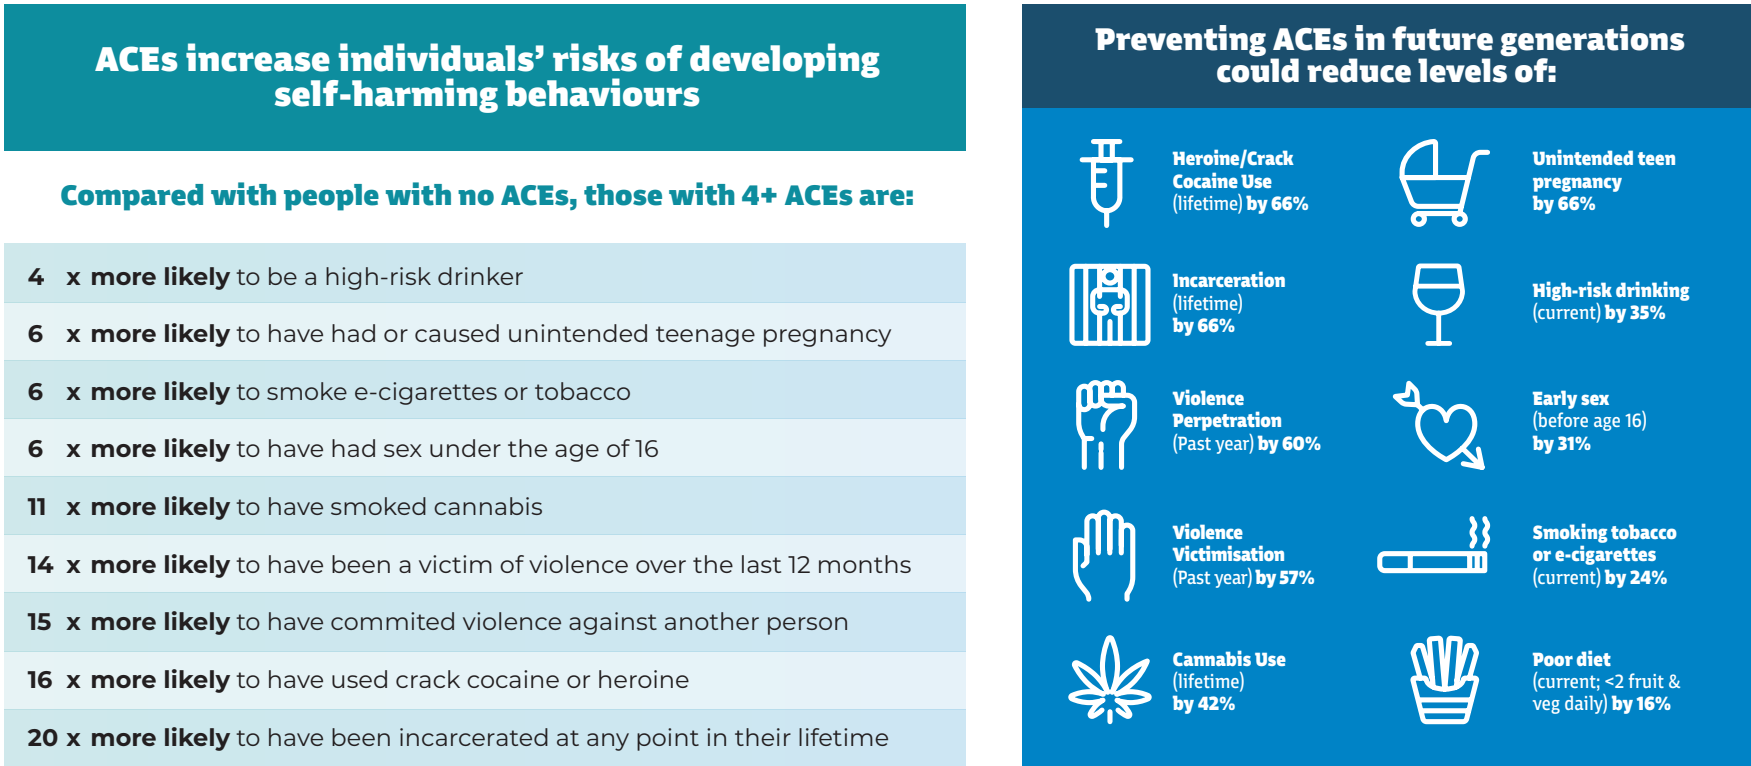 ACEs increase individuals’ risks of developing
self-harming behaviours
Compared with people with no ACEs, those with 4+ ACEs are:
4 x more likely to be a high-risk drinker
6 x more likely to have had or caused unintended teenage pregnancy
6 x more likely to smoke e-cigarettes or tobacco
6 x more likely to have had sex under the age of 16
11 x more likely to have smoked cannabis
14 x more likely to have been a victim of violence over the last 12 months
15 x more likely to have commited violence against another person
16 x more likely to have used crack cocaine or heroine
20 x more likely to have been incarcerated at any point in their lifetime
Preventing ACEs in future generations
could reduce levels of:
Heroine/Crack
Cocaine Use
(lifetime) by 66%
Unintended teen
pregnancy
by 66%
Incarceration
(lifetime)
by 66%
High-risk drinking
(current) by 35%
Violence
Perpetration
(Past year) by 60%
Early sex
(before age 16)
by 31%
Violence
Victimisation
(Past year) by 57%
Smoking tobacco
or e-cigarettes
(current) by 24%
Cannabis Use
(lifetime)
by 42%
Poor diet
(current; <2 fruit &
veg daily) by 16%